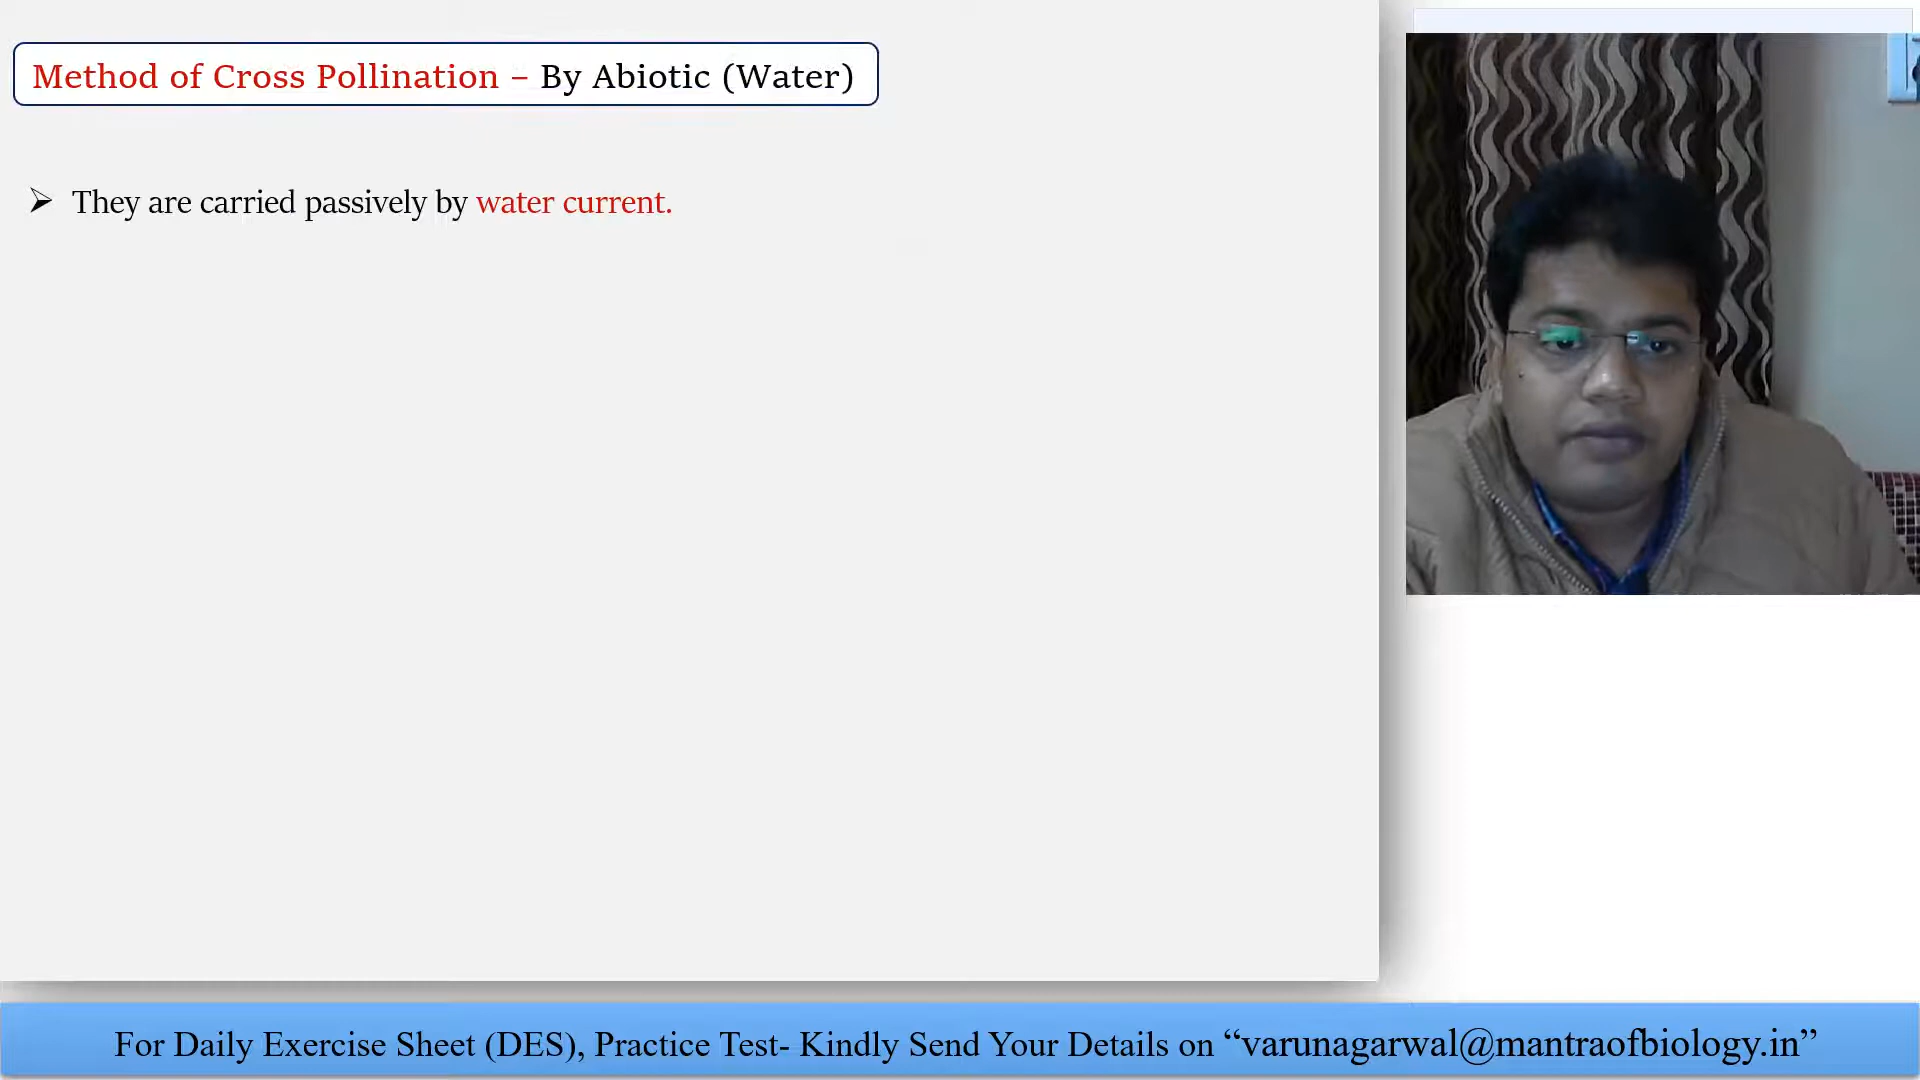 Method of Cross Pollination – By Abiotic (Water)
➢ They are carried passively by water current.
For Daily Exercise Sheet (DES), Practice Test- Kindly Send Your Details on “varunagarwal@mantraofbiology.in”